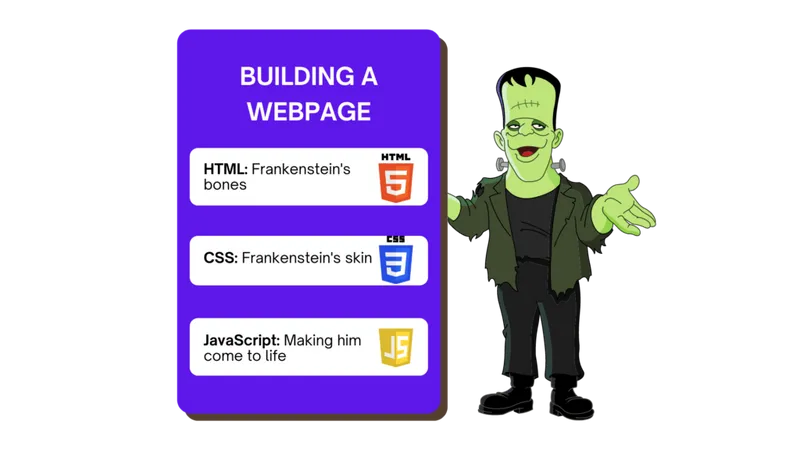 BUILDING A
WEBPAGE
HTML: Frankenstein's
bones
HTML
5
CSS: Frankenstein's skin
CSS
3
JavaScript: Making him
come to life
JS